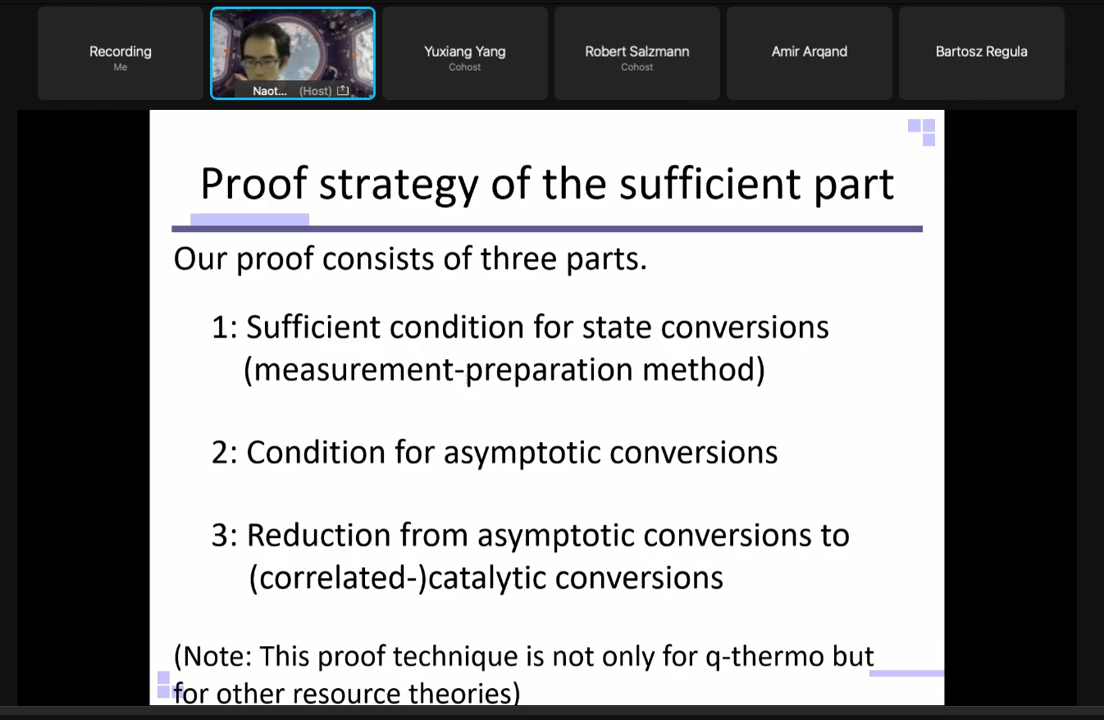 Recording
Me
Naot... (Host)
Yuxiang Yang
Cohost
Robert Salzmann
Cohost
Amir Arqand
Bartosz Regula
Proof strategy of the sufficient part
Our proof consists of three parts.
1: Sufficient condition for state conversions
(measurement-preparation method)
2: Condition for asymptotic conversions
3: Reduction from asymptotic conversions to
(correlated-)catalytic conversions
(Note: This proof technique is not only for q-thermo but
for other resource theories)